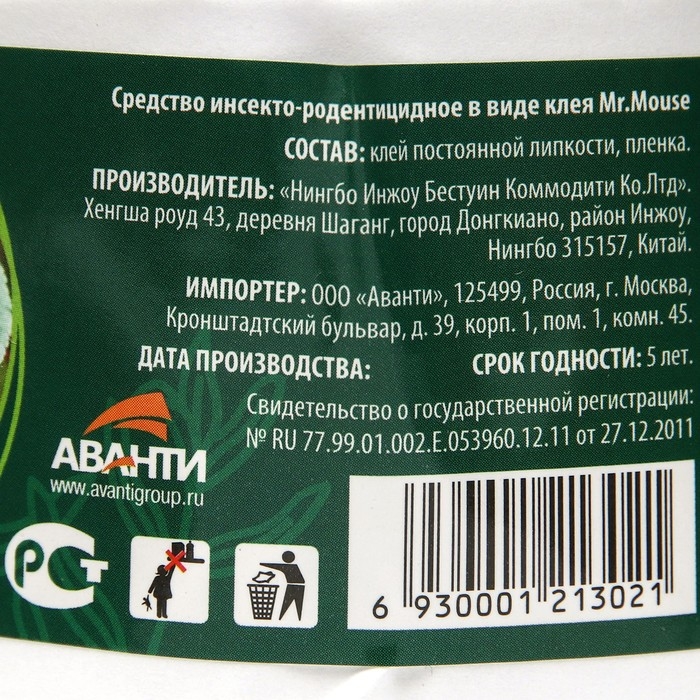 Средство инсекто-родентицидное в виде клея Mr.Mouse
СОСТАВ: клей постоянной липкости, пленка.
ПРОИЗВОДИТЕЛЬ: «Нингбо Инжоу Бестуин Коммодити Ко.Лтд».
Хенгша роуд 43, деревня Шаганг, город Донгкиано, район Инжоу,
Нингбо 315157, Китай.
ИМПОРТЕР: ООО «Аванти», 125499, Россия, г. Москва,
Кронштадтский бульвар, д. 39, корп. 1, пом. 1, комн. 45.
ДАТА ПРОИЗВОДСТВА: СРОК ГОДНОСТИ: 5 лет.
Свидетельство о государственной регистрации:
№ RU 77.99.01.002.Е.053960.12.11 от 27.12.2011
АВАНТИ
www.avantigroup.ru
РСТ
6 930001 213021